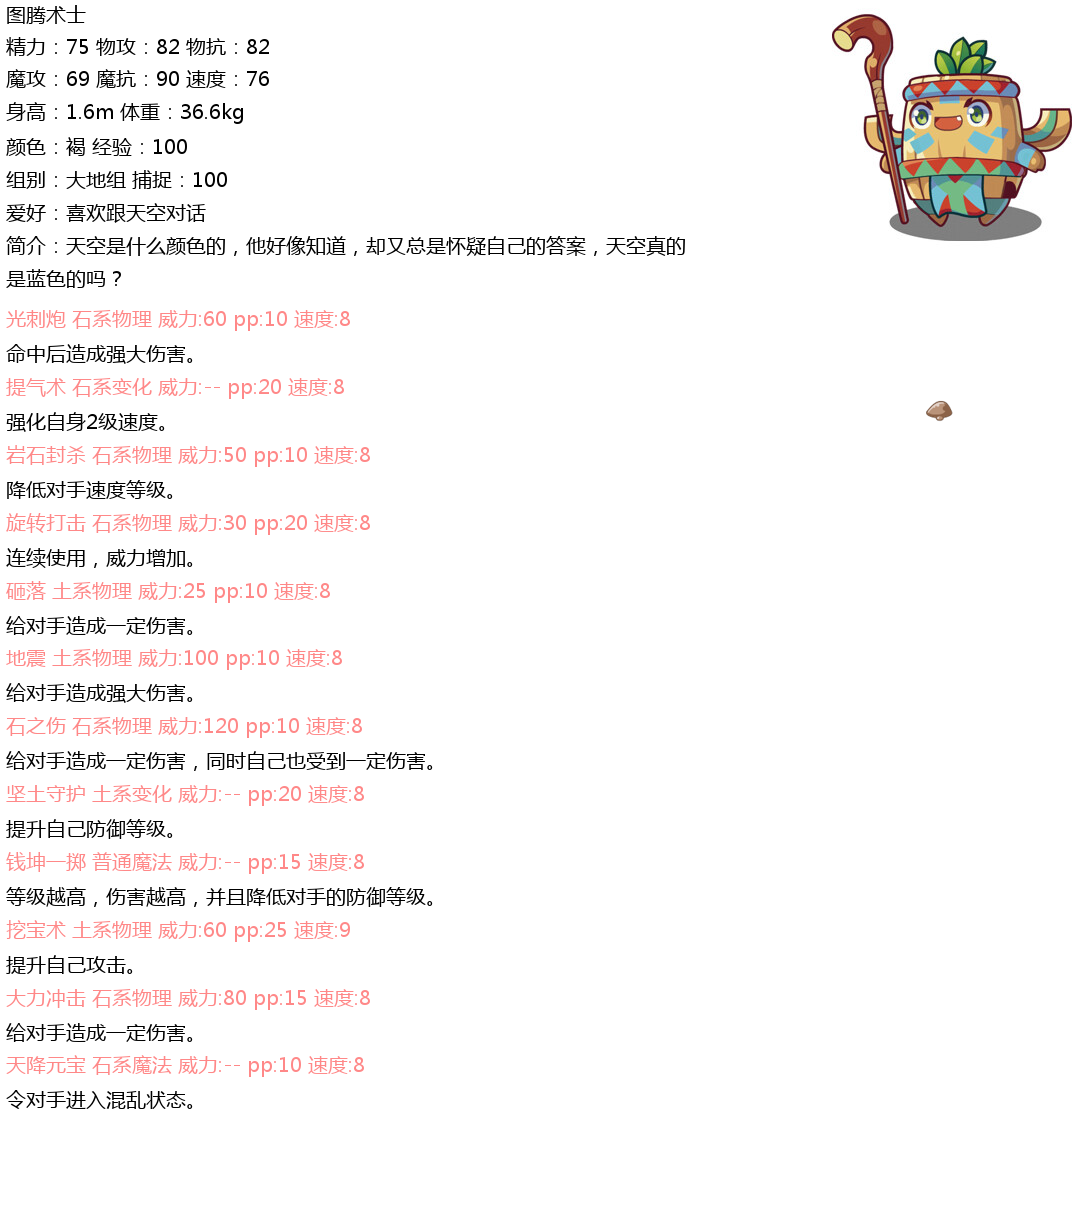 图腾术士
精力：75 物攻：82 物抗：82
魔攻：69 魔抗：90 速度：76
身高：1.6m 体重：36.6kg
颜色：褐 经验：100
组别：大地组 捕捉：100
爱好：喜欢跟天空对话
简介：天空是什么颜色的，他好像知道，却又总是怀疑自己的答案，天空真的
是蓝色的吗？
光刺炮 石系物理 威力:60 pp:10 速度:8
命中后造成强大伤害。
提气术 石系变化 威力:-- pp:20 速度:8
强化自身2级速度。
岩石封杀 石系物理 威力:50 pp:10 速度:8
降低对手速度等级。
旋转打击 石系物理 威力:30 pp:20 速度:8
连续使用，威力增加。
砸落 土系物理 威力:25 pp:10 速度:8
给对手造成一定伤害。
地震 土系物理 威力:100 pp:10 速度:8
给对手造成强大伤害。
石之伤 石系物理 威力:120 pp:10 速度:8
给对手造成一定伤害，同时自己也受到一定伤害。
坚土守护 土系变化 威力:-- pp:20 速度:8
提升自己防御等级。
钱坤一掷 普通魔法 威力:-- pp:15 速度:8
等级越高，伤害越高，并且降低对手的防御等级。
挖宝术 土系物理 威力:60 pp:25 速度:9
提升自己攻击。
大力冲击 石系物理 威力:80 pp:15 速度:8
给对手造成一定伤害。
天降元宝 石系魔法 威力:-- pp:10 速度:8
令对手进入混乱状态。